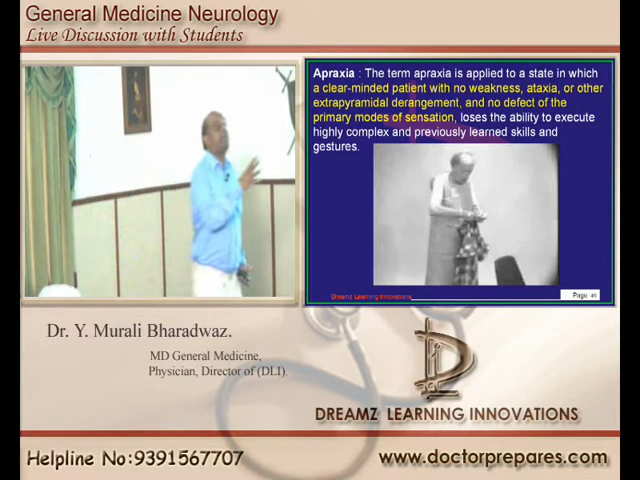 General Medicine Neurology
Live Discussion with Students
Apraxia : The term apraxia is applied to a state in which
a clear-minded patient with no weakness, ataxia, or other
extrapyramidal derangement, and no defect of the
primary modes of sensation, loses the ability to execute
highly complex and previously learned skills and
gestures.
Dreamz Learning Innovations
Page 46
Dr. Y. Murali Bharadwaz.
MD General Medicine,
Physician, Director of (DLI).
DREAMZ LEARNING INNOVATIONS
Helpline No:9391567707
www.doctorprepares.com